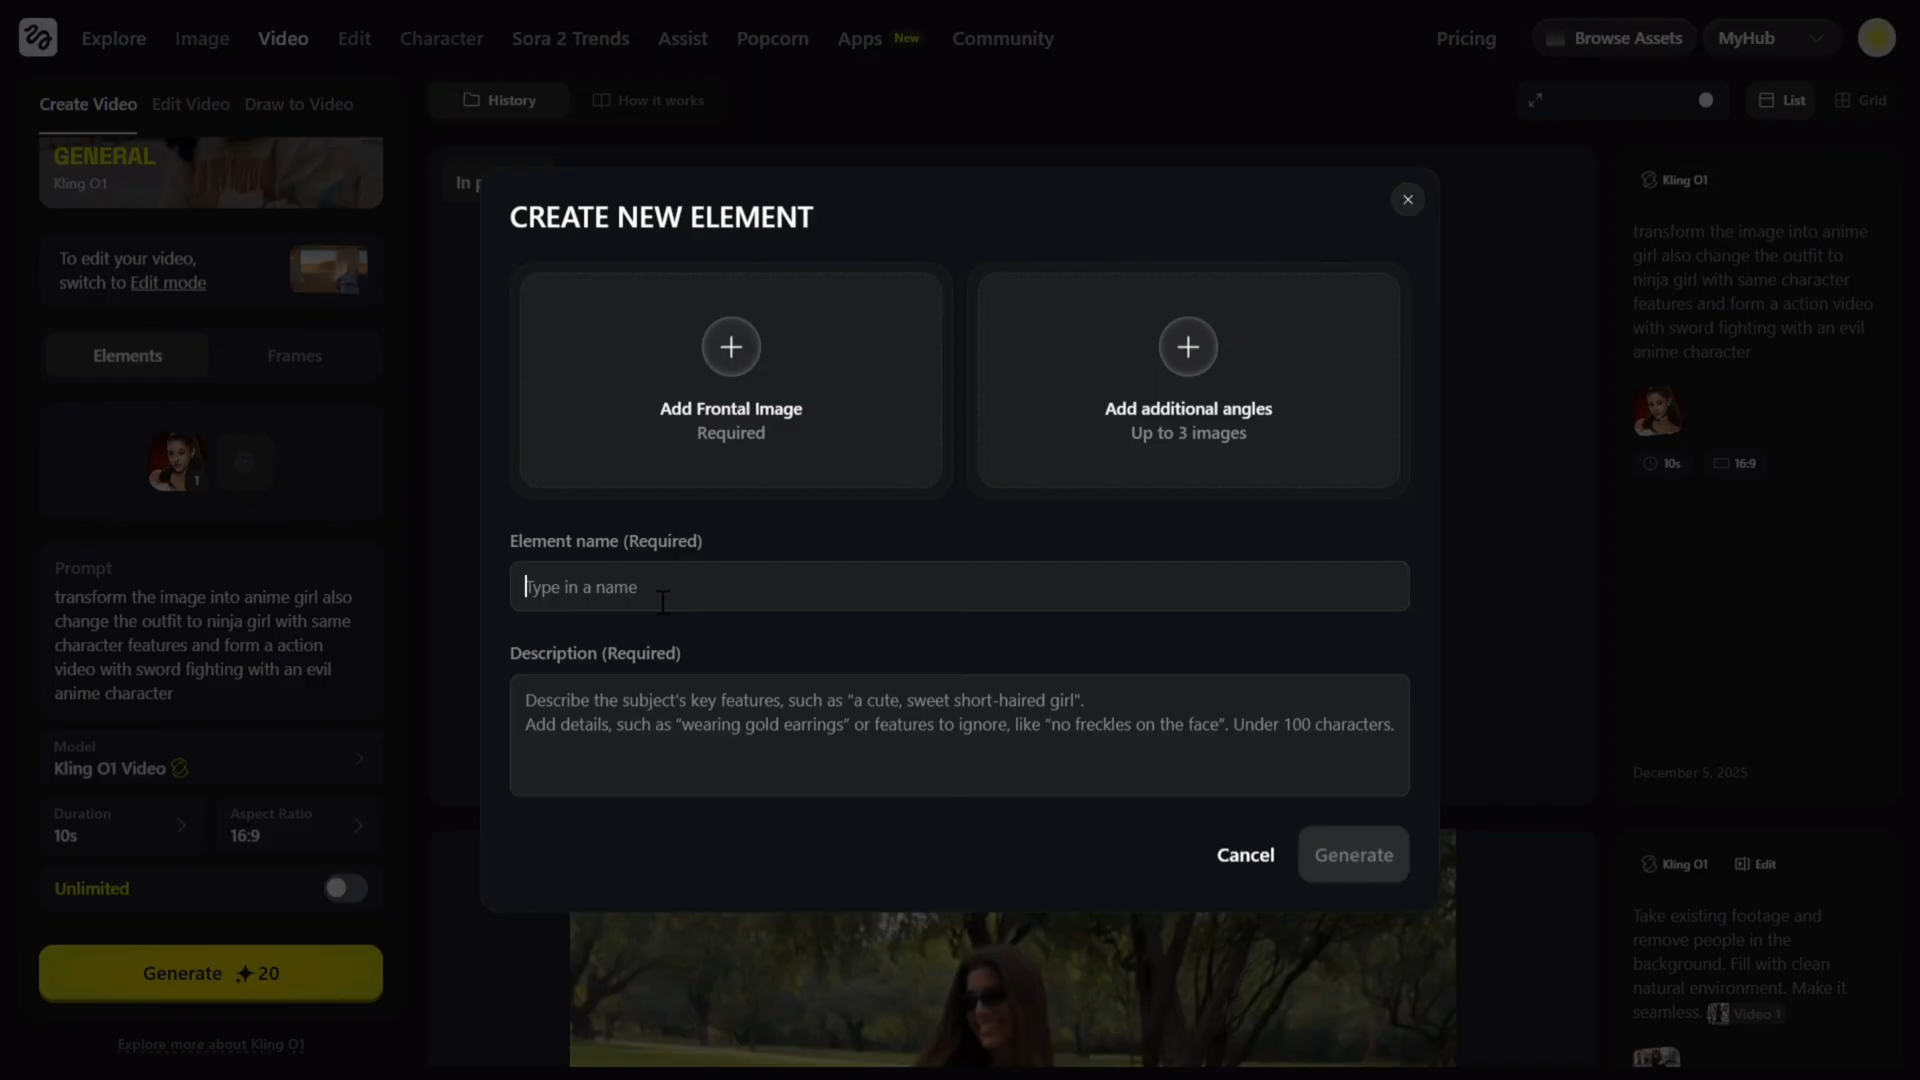 Explore Image Video Edit Character Sora 2 Trends Assist Popcorn Apps New Community Pricing Browse Assets MyHub
Create Video Edit Video Draw to Video
History How it works
List Grid
GENERAL
Kling O1
To edit your video,
switch to Edit mode
Elements Frames
1
Prompt
transform the image into anime girl also
change the outfit to ninja girl with same
character features and form a action
video with sword fighting with an evil
anime character
Model
Kling O1 Video
Duration
10s
Aspect Ratio
16:9
Unlimited
Generate 20
Explore more about Kling O1
In p
CREATE NEW ELEMENT
Add Frontal Image
Required
Add additional angles
Up to 3 images
Element name (Required)
Type in a name
Description (Required)
Describe the subject's key features, such as "a cute, sweet short-haired girl".
Add details, such as “wearing gold earrings” or features to ignore, like “no freckles on the face”. Under 100 characters.
Cancel Generate
Kling O1
transform the image into anime
girl also change the outfit to
ninja girl with same character
features and form a action video
with sword fighting with an evil
anime character
10s 16:9
December 5, 2025
Kling O1 Edit
Take existing footage and
remove people in the
background. Fill with clean
natural environment. Make it
seamless. Video 1